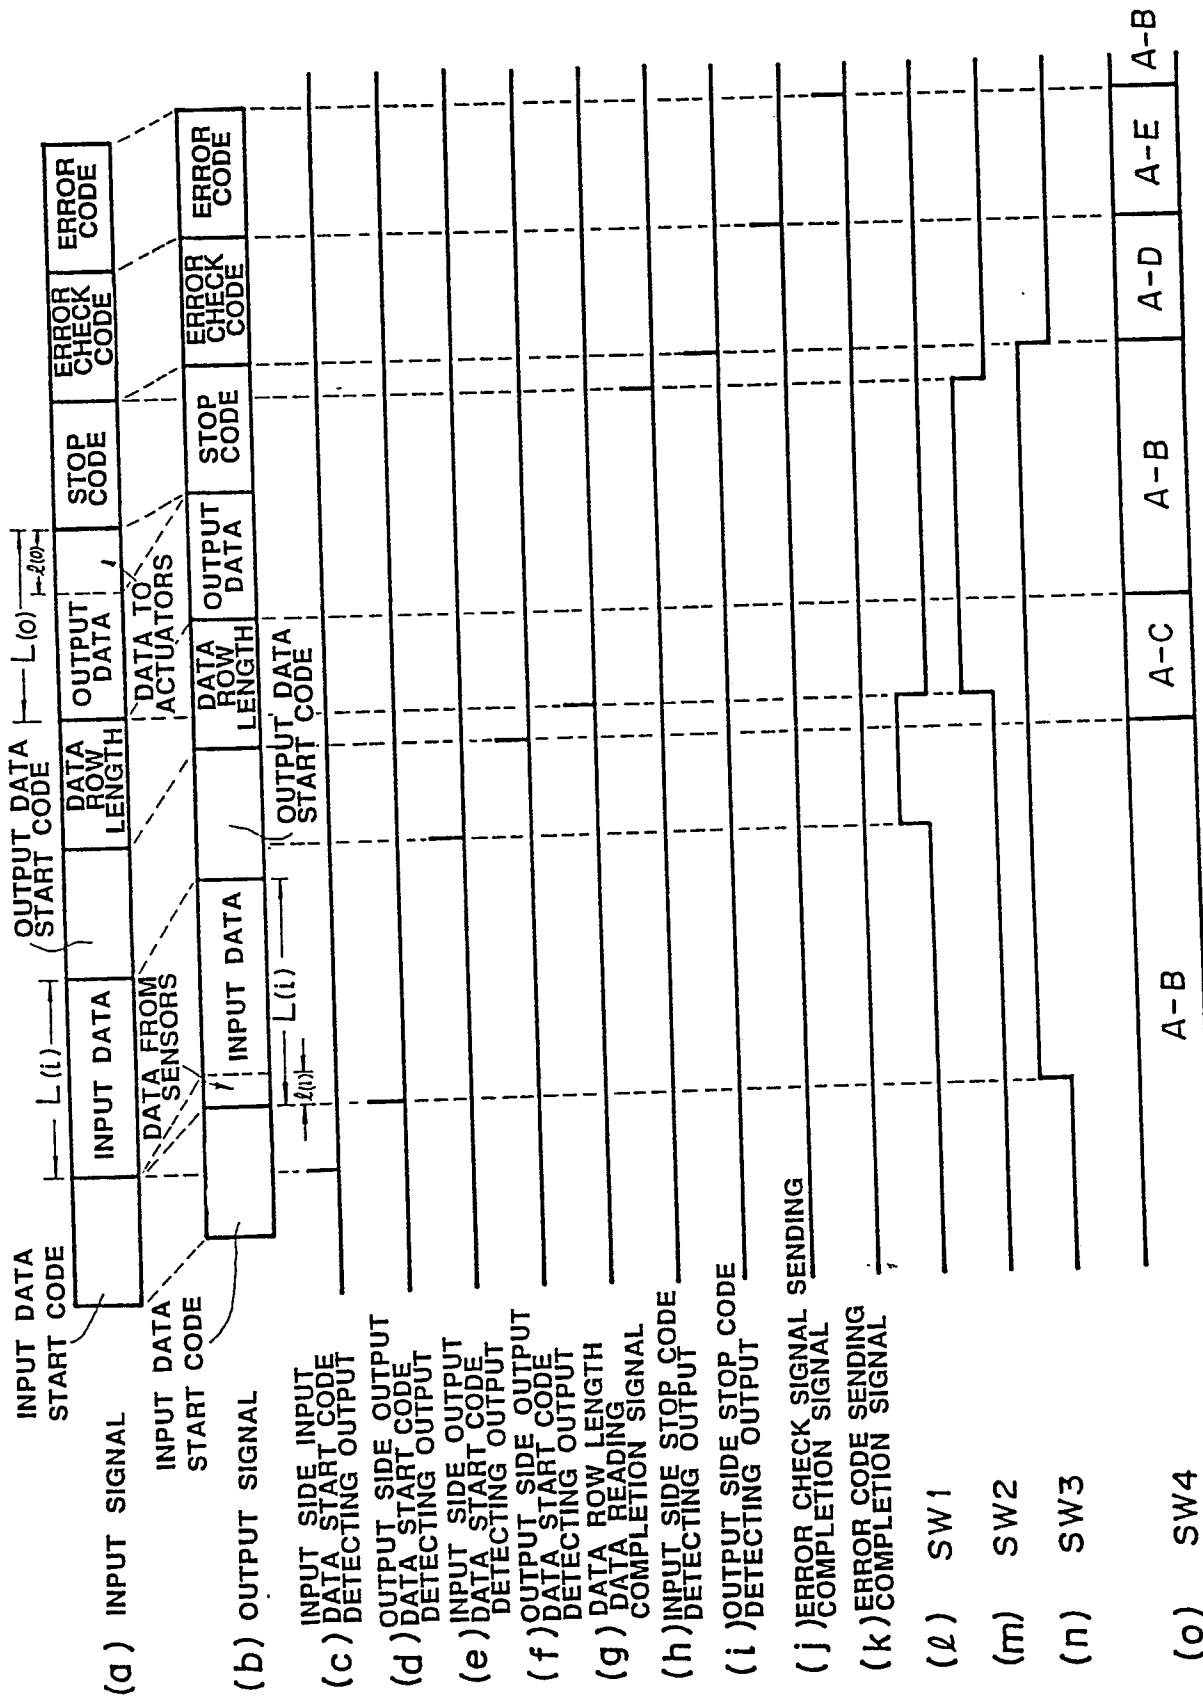 INPUT DATA
START CODE
L(i)
OUTPUT DATA
START CODE
L(O)
ℓ(O)
(a) INPUT SIGNAL
INPUT DATA
DATA
ROW
LENGTH
OUTPUT
DATA
STOP
CODE
ERROR
CHECK
CODE
ERROR
CODE
INPUT DATA
START CODE
DATA FROM
SENSORS
DATA TO
ACTUATORS
(b) OUTPUT SIGNAL
INPUT DATA
DATA
ROW
LENGTH
OUTPUT
DATA
STOP
CODE
ERROR
CHECK
CODE
ERROR
CODE
ℓ(i)
L(i)
OUTPUT DATA
START CODE
INPUT SIDE INPUT
(c) DATA START CODE
DETECTING OUTPUT
OUTPUT SIDE OUTPUT
(d) DATA START CODE
DETECTING OUTPUT
INPUT SIDE OUTPUT
(e) DATA START CODE
DETECTING OUTPUT
OUTPUT SIDE OUTPUT
(f) DATA START CODE
DETECTING OUTPUT
(g) DATA ROW LENGTH
DATA READING
COMPLETION SIGNAL
(h) INPUT SIDE STOP CODE
DETECTING OUTPUT
(i) OUTPUT SIDE STOP CODE
DETECTING OUTPUT
(j) ERROR CHECK SIGNAL SENDING
COMPLETION SIGNAL
(k) ERROR CODE SENDING
COMPLETION SIGNAL
(ℓ) SW1
(m) SW2
(n) SW3
(o) SW4
A-B
A-C
A-B
A-D
A-E
A-B